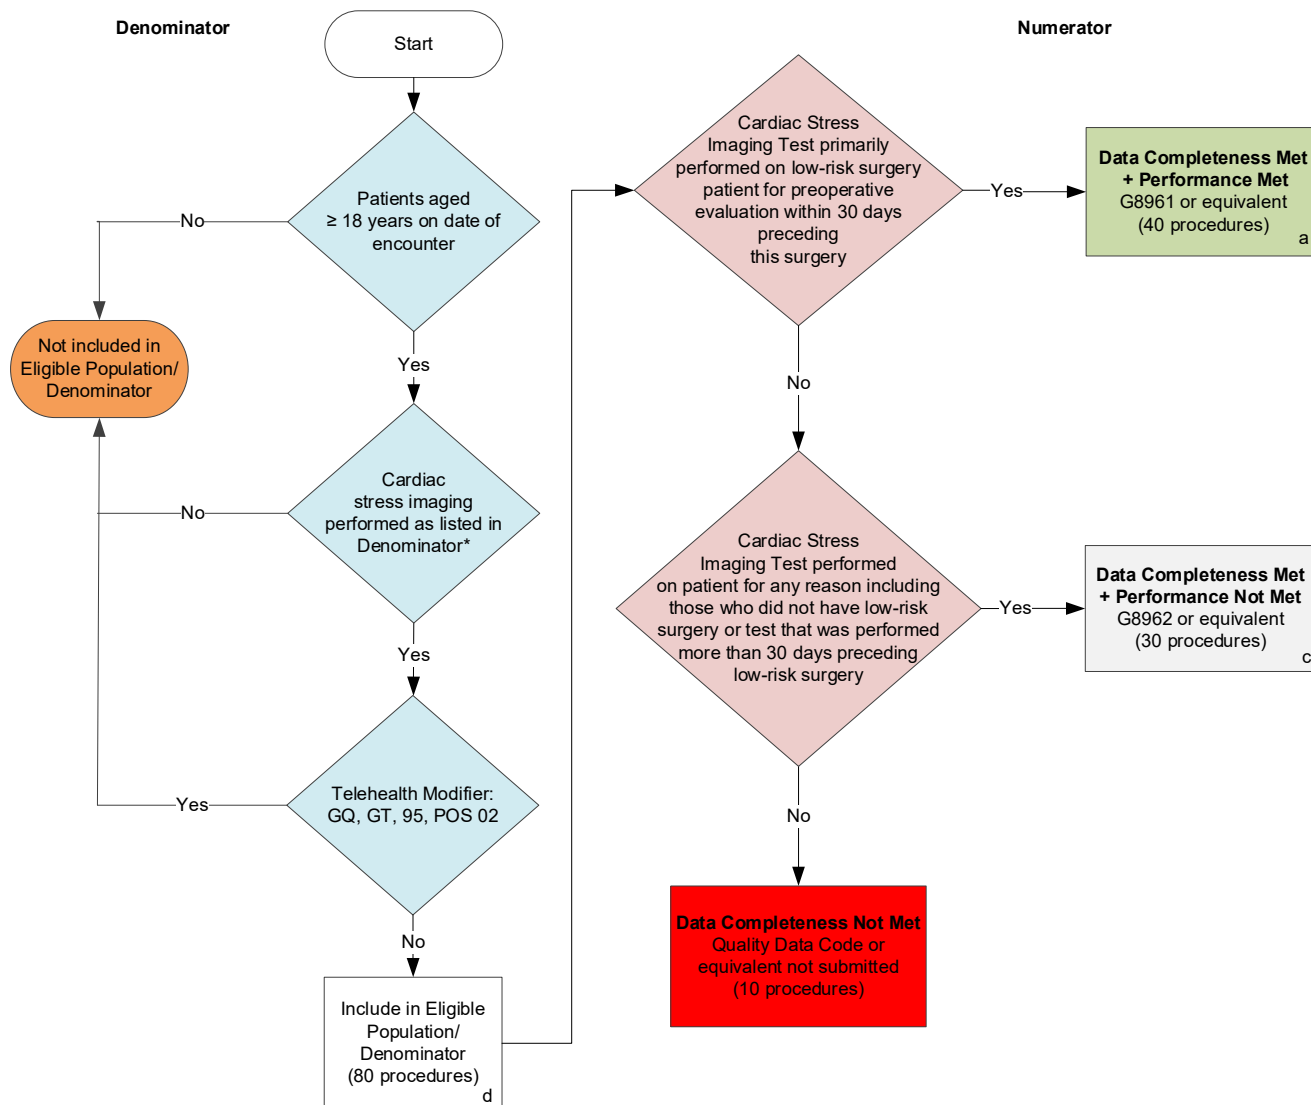 Denominator
Start
Patients aged
≥ 18 years on date of
encounter
No
Not included in
Eligible Population/
Denominator
Yes
Cardiac
stress imaging
performed as listed in
Denominator*
No
Yes
Telehealth Modifier:
GQ, GT, 95, POS 02
Yes
No
Include in Eligible
Population/
Denominator
(80 procedures)
d
Numerator
Cardiac Stress
Imaging Test primarily
performed on low-risk surgery
patient for preoperative
evaluation within 30 days
preceding
this surgery
Yes
Data Completeness Met
+ Performance Met
G8961 or equivalent
(40 procedures)
a
No
Cardiac Stress
Imaging Test performed
on patient for any reason including
those who did not have low-risk
surgery or test that was performed
more than 30 days preceding
low-risk surgery
Yes
Data Completeness Met
+ Performance Not Met
G8962 or equivalent
(30 procedures)
c
No
Data Completeness Not Met
Quality Data Code or
equivalent not submitted
(10 procedures)